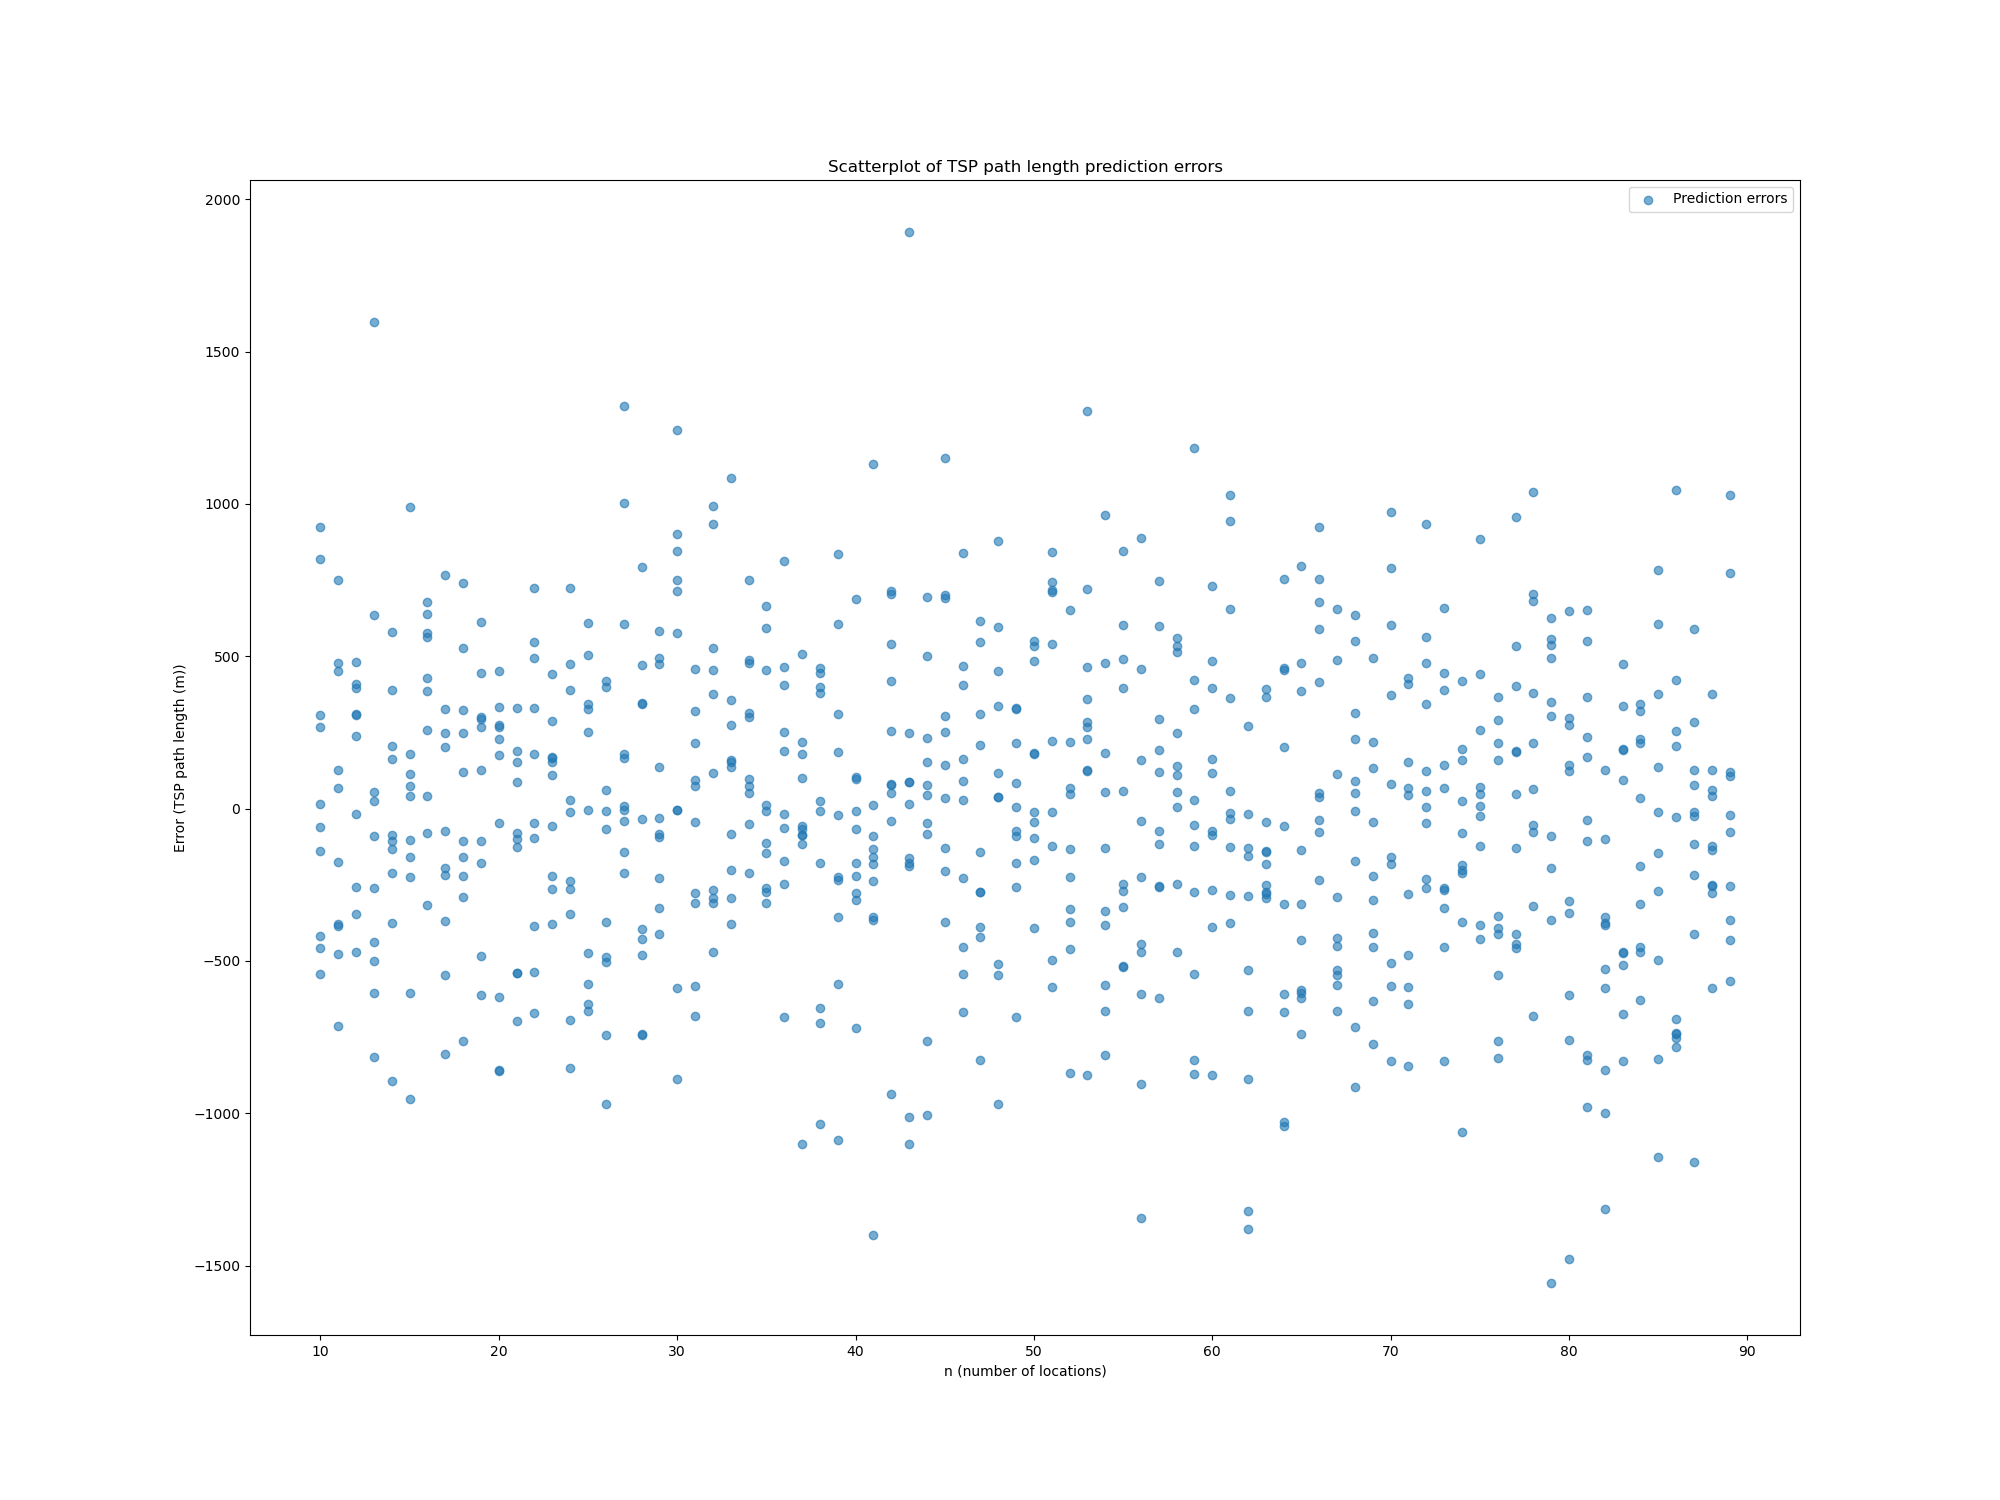 Scatterplot of TSP path length prediction errors
Prediction errors
2000
1500
1000
500
0
−500
−1000
−1500
Error (TSP path length (m))
10 20 30 40 50 60 70 80 90
n (number of locations)